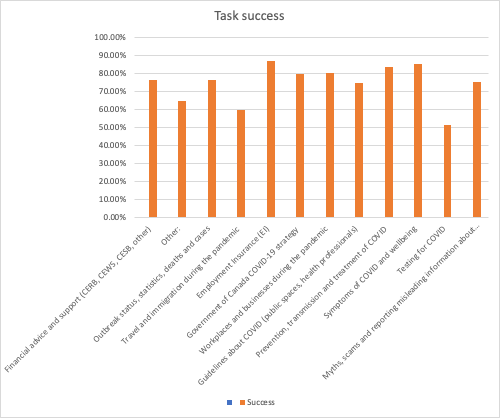 Task success
100.00%
90.00%
80.00%
70.00%
60.00%
50.00%
40.00%
30.00%
20.00%
10.00%
0.00%
Financial advice and support (CERB, CEWS, CESB, other)
Other:
Outbreak status, statistics, deaths and cases
Travel and immigration during the pandemic
Employment Insurance (EI)
Government of Canada COVID-19 strategy
Workplaces and businesses during the pandemic
Guidelines about COVID (public spaces, health professionals)
Prevention, transmission and treatment of COVID
Symptoms of COVID and wellbeing
Testing for COVID
Myths, scams and reporting misleading information about...
Success